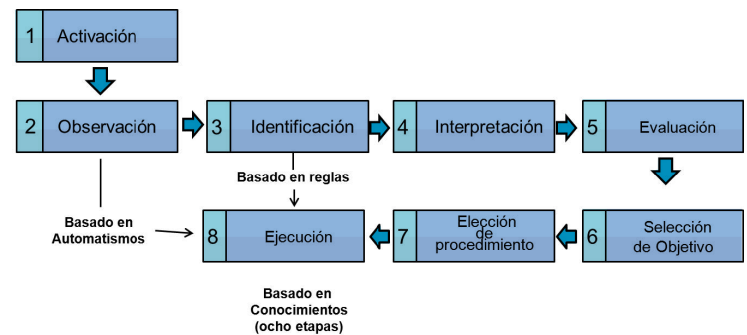 1 Activación
2 Observación
3 Identificación
4 Interpretación
5 Evaluación
Basado en reglas
Basado en
Automatismos
8 Ejecución
7 Elección
de
procedimiento
6 Selección
de Objetivo
Basado en
Conocimientos
(ocho etapas)